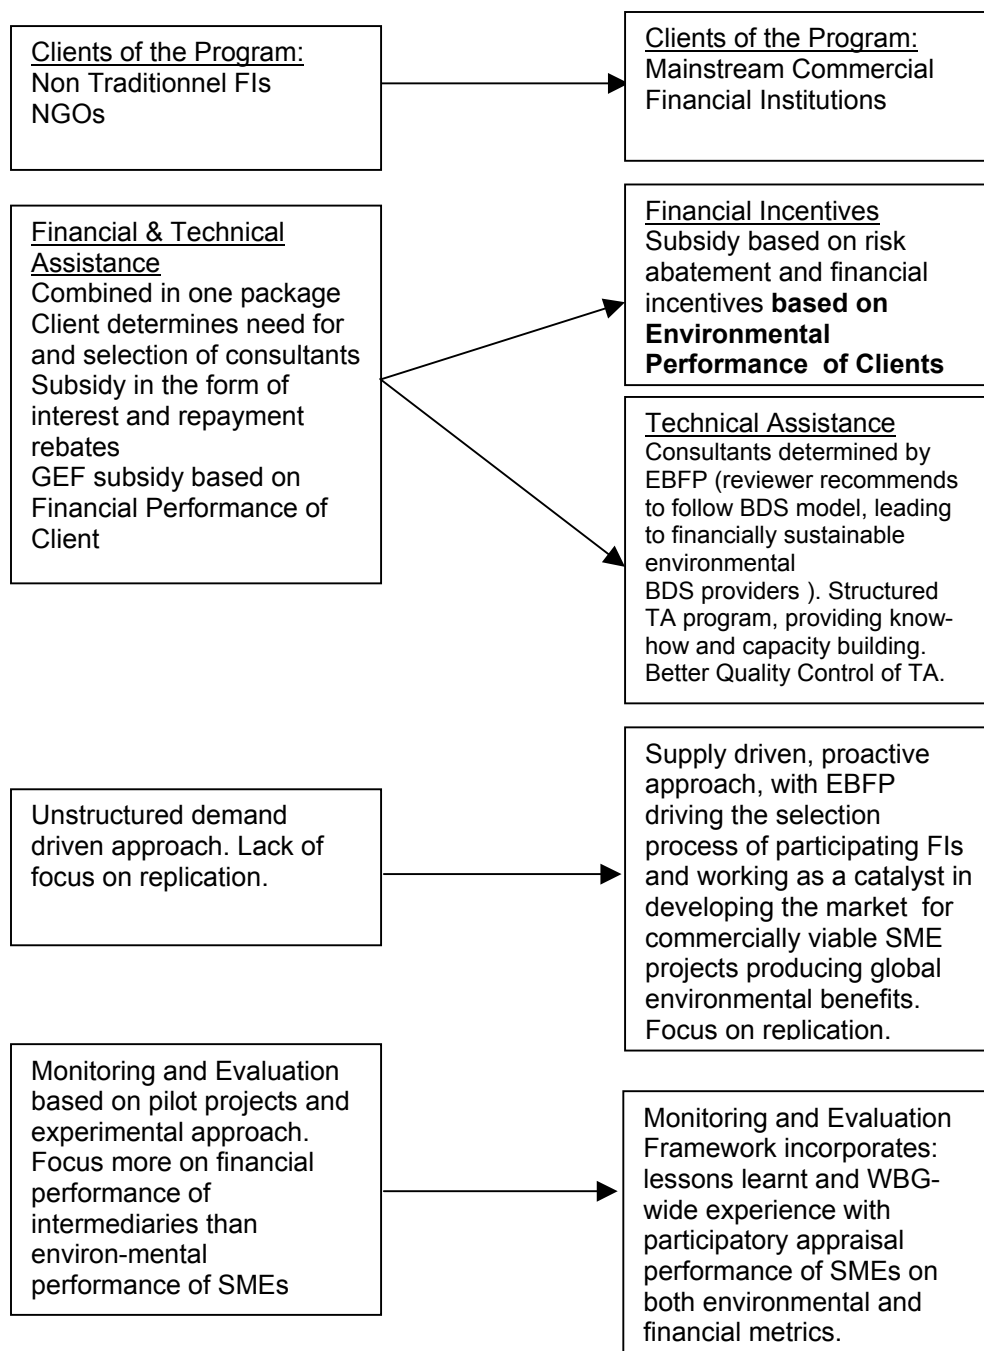 Clients of the Program:
Non Traditionnel FIs
NGOs
Clients of the Program:
Mainstream Commercial
Financial Institutions
Financial & Technical
Assistance
Combined in one package
Client determines need for
and selection of consultants
Subsidy in the form of
interest and repayment
rebates
GEF subsidy based on
Financial Performance of
Client
Financial Incentives
Subsidy based on risk
abatement and financial
incentives based on
Environmental
Performance of Clients
Technical Assistance
Consultants determined by
EBFP (reviewer recommends
to follow BDS model, leading
to financially sustainable
environmental
BDS providers ). Structured
TA program, providing know-
how and capacity building.
Better Quality Control of TA.
Unstructured demand
driven approach. Lack of
focus on replication.
Supply driven, proactive
approach, with EBFP
driving the selection
process of participating FIs
and working as a catalyst in
developing the market for
commercially viable SME
projects producing global
environmental benefits.
Focus on replication.
Monitoring and Evaluation
based on pilot projects and
experimental approach.
Focus more on financial
performance of
intermediaries than
environ-mental
performance of SMEs
Monitoring and Evaluation
Framework incorporates:
lessons learnt and WBG-
wide experience with
participatory appraisal
performance of SMEs on
both environmental and
financial metrics.